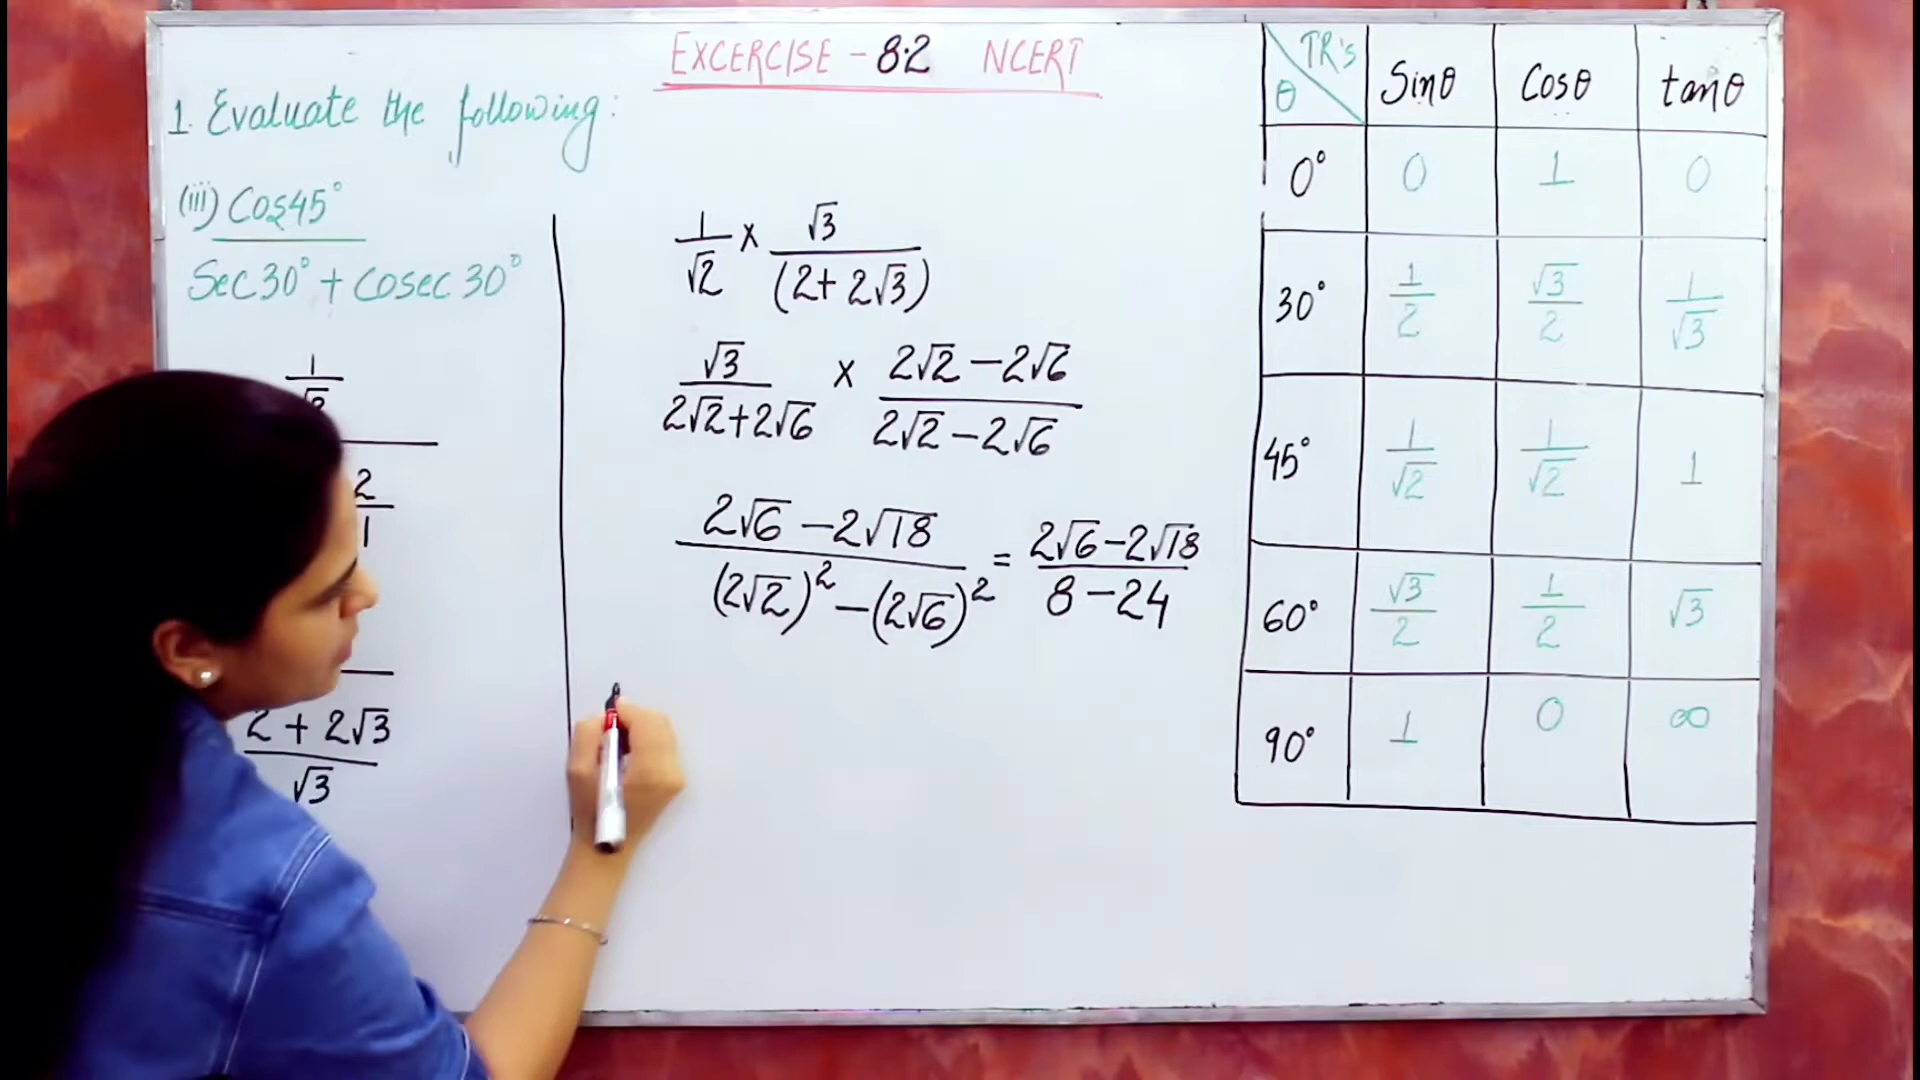 EXCERCISE - 8.2 NCERT
1. Evaluate the following:
(iii) Cos45°
Sec30° + Cosec30°
1
2
1
2 + 2√3
√3
1/√2 × √3/(2+2√3)
√3/(2√2+2√6) × (2√2-2√6)/(2√2-2√6)
(2√6-2√18)/((2√2)²-(2√6)²) = (2√6-2√18)/(8-24)
TR's θ Sinθ Cosθ tanθ
0° 0 1 0
30° 1/2 √3/2 1/√3
45° 1/√2 1/√2 1
60° √3/2 1/2 √3
90° 1 0 ∞